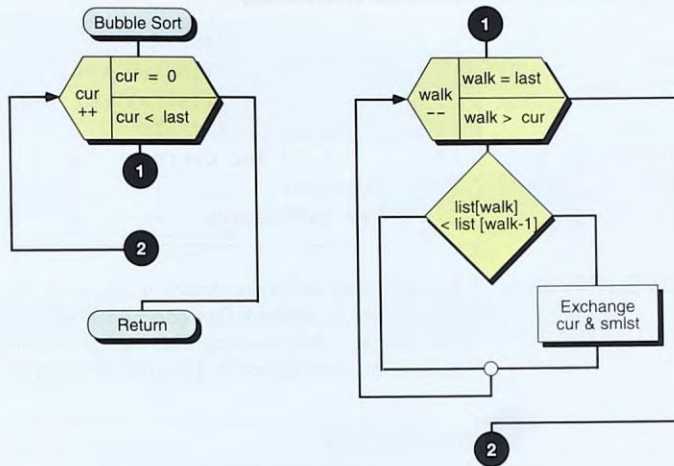 Bubble Sort
cur = 0
cur
++
cur < last
1
2
Return
1
walk = last
walk
--
walk > cur
list[walk]
< list [walk-1]
Exchange
cur & smlst
2